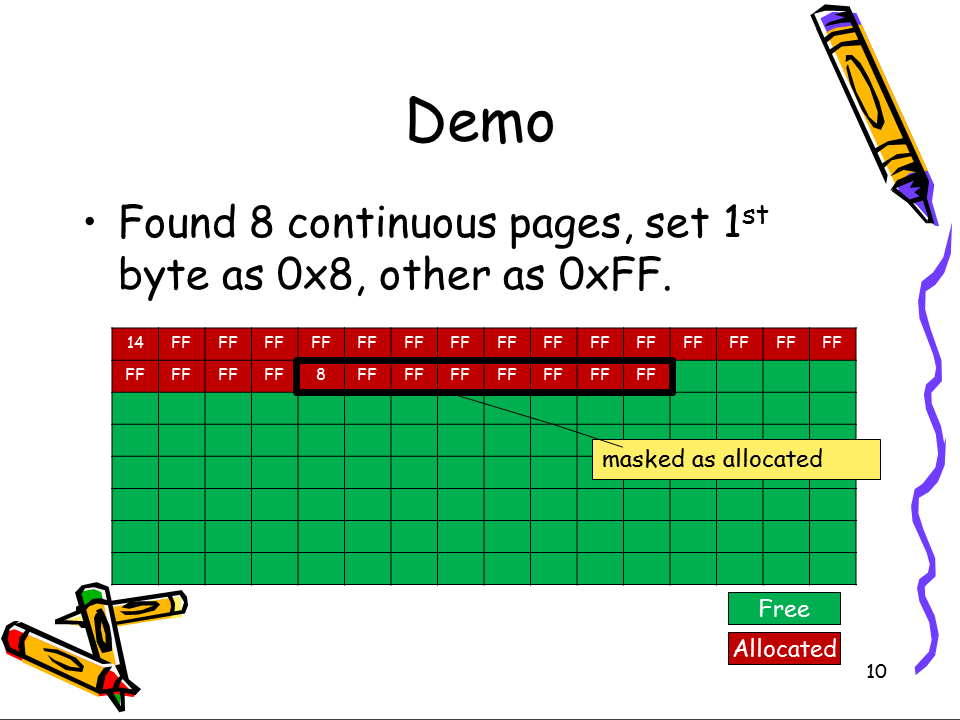 Demo
• Found 8 continuous pages, set 1st
byte as 0x8, other as 0xFF.
14 FF FF FF FF FF FF FF FF FF FF FF FF FF FF FF
FF FF FF FF 8 FF FF FF FF FF FF FF
masked as allocated
Free
Allocated
10